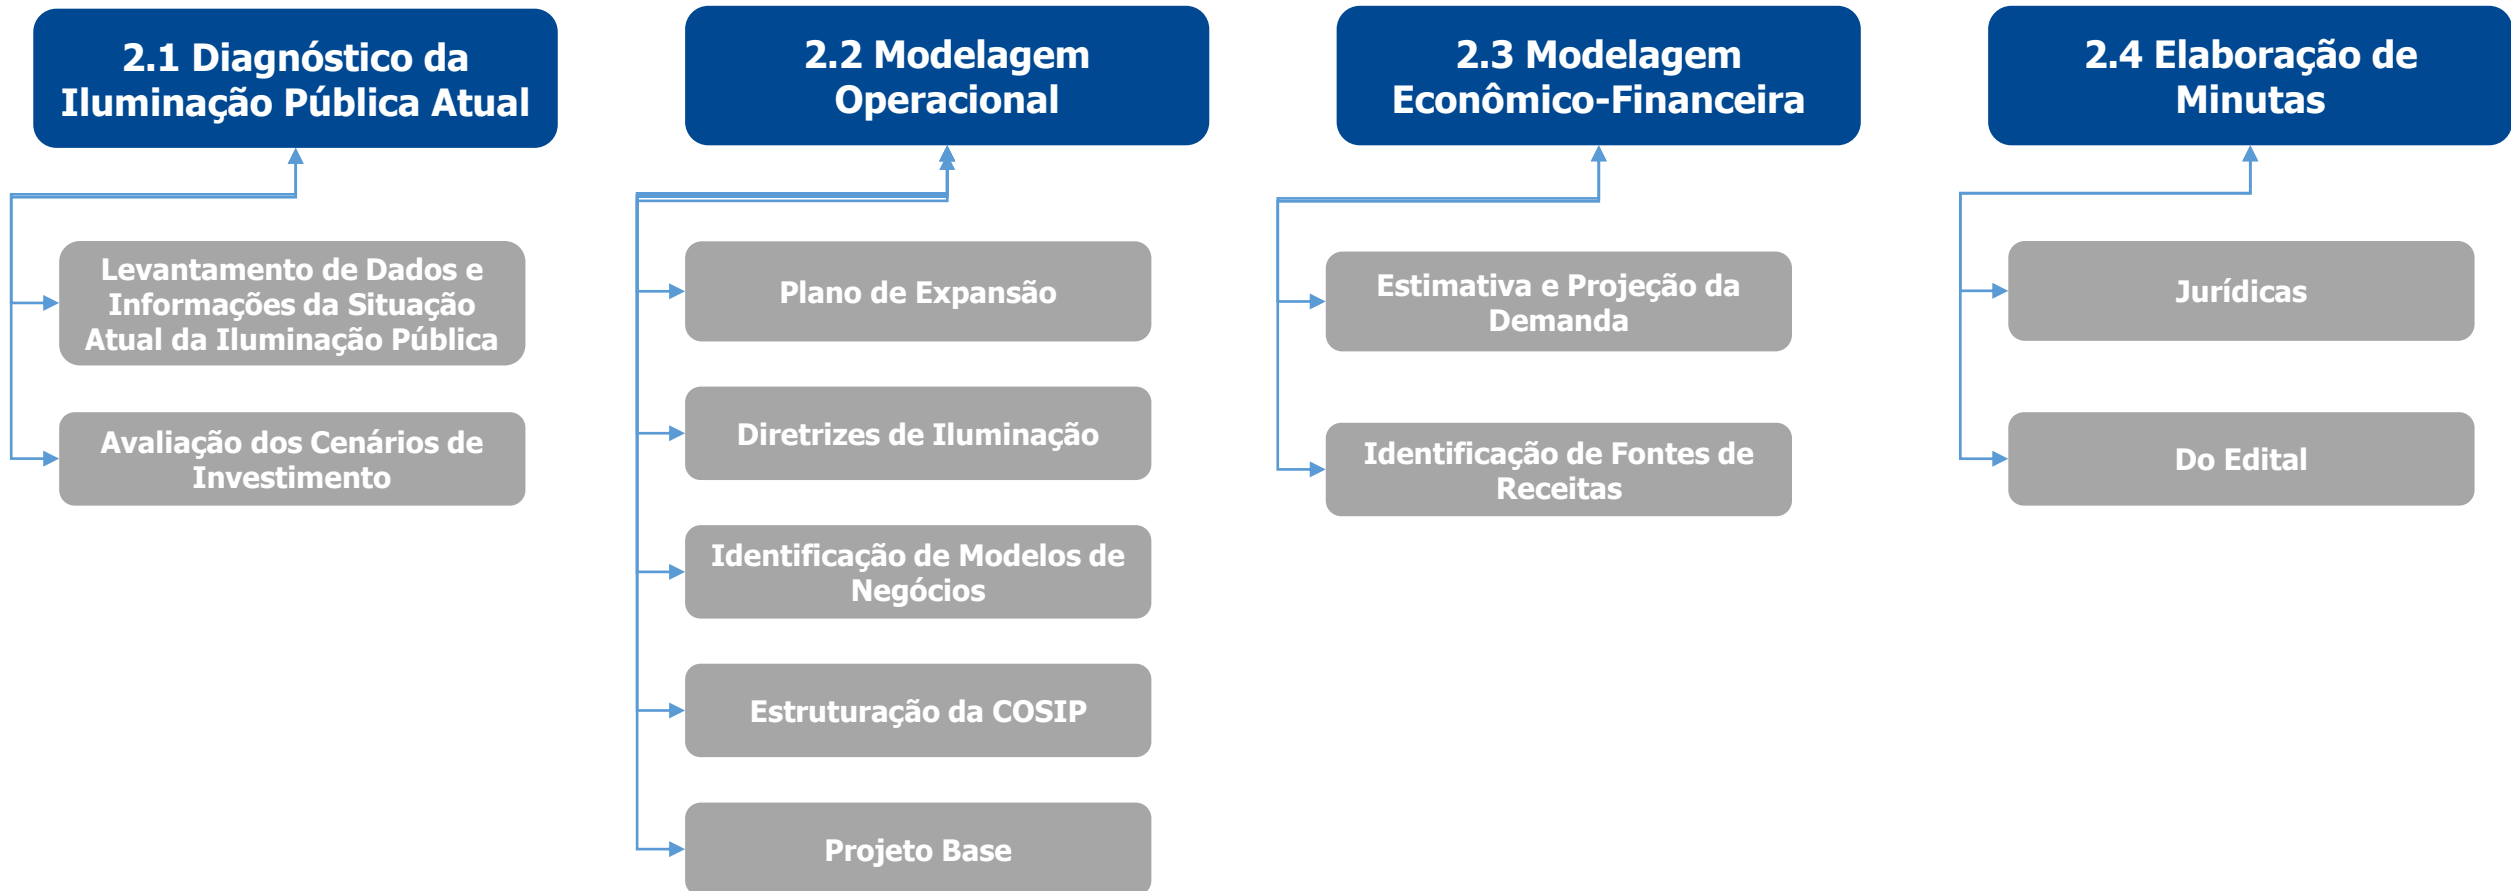 2.1 Diagnóstico da
Iluminação Pública Atual
Levantamento de Dados e
Informações da Situação
Atual da Iluminação Pública
Avaliação dos Cenários de
Investimento
2.2 Modelagem
Operacional
Plano de Expansão
Diretrizes de Iluminação
Identificação de Modelos de
Negócios
Estruturação da COSIP
Projeto Base
2.3 Modelagem
Econômico-Financeira
Estimativa e Projeção da
Demanda
Identificação de Fontes de
Receitas
2.4 Elaboração de
Minutas
Jurídicas
Do Edital